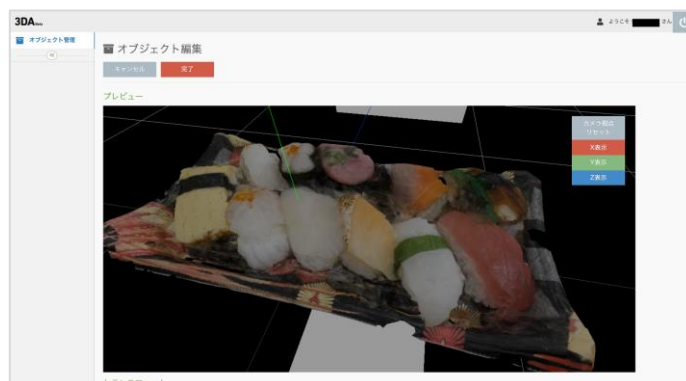 3DA
ようこそ
さん
オブジェクト管理
オブジェクト編集
キャンセル
完了
プレビュー
カメラ視点
リセット
X表示
Y表示
Z表示